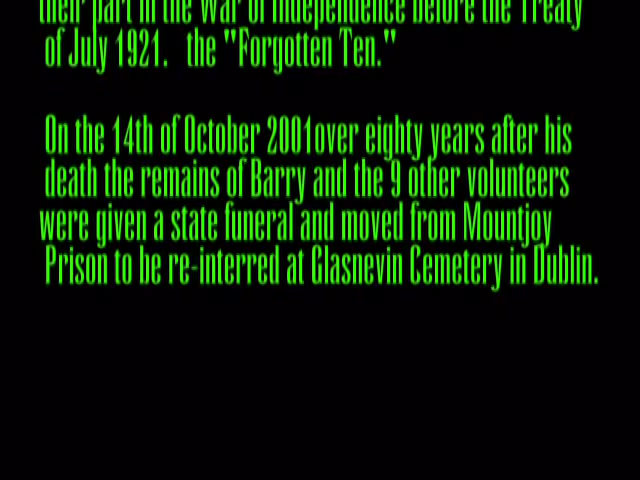 their part in the War of Independence before the Treaty
of July 1921. the "Forgotten Ten."
On the 14th of October 2001over eighty years after his
death the remains of Barry and the 9 other volunteers
were given a state funeral and moved from Mountjoy
Prison to be re-interred at Glasnevin Cemetery in Dublin.